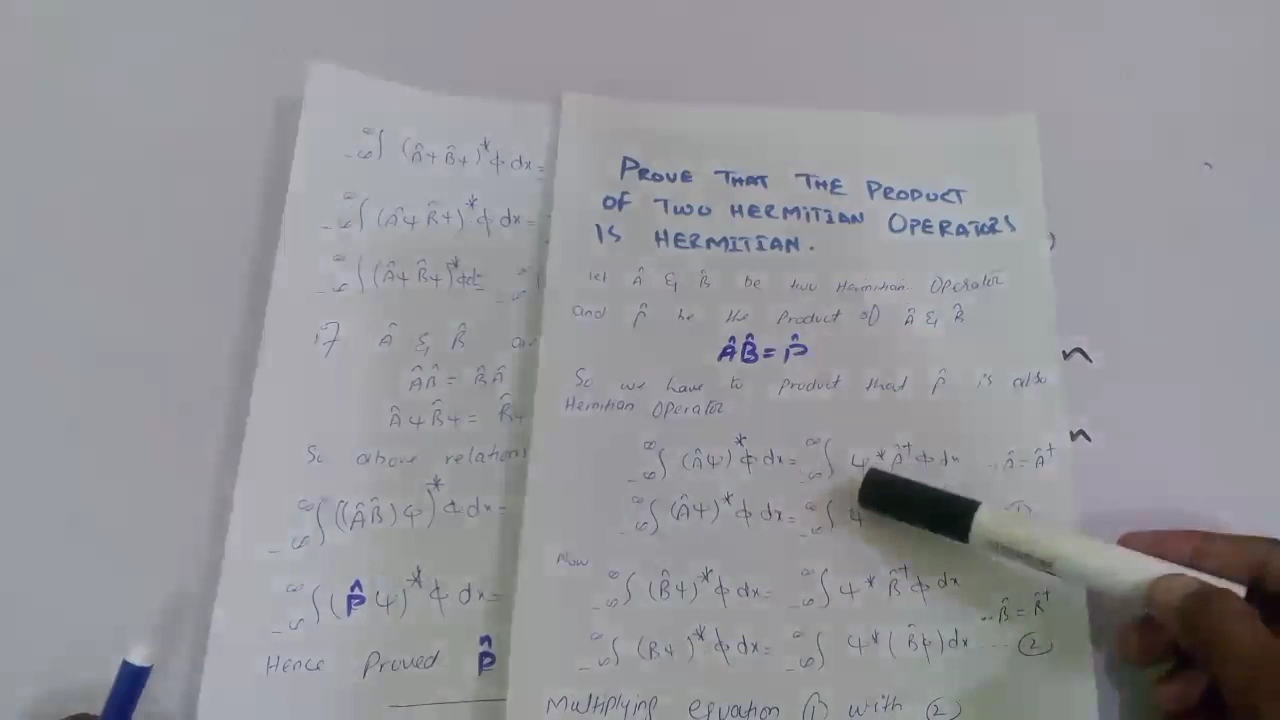 PROVE THAT THE PRODUCT
OF TWO HERMITIAN OPERATORS
IS HERMITIAN.
let Â & B̂ be two Hermitian Operator
and P̂ be the Product of Â & B̂
ÂB̂ = P̂
So we have to product that P̂ is also
Hermitian Operator
-∞∫∞ (Âψ)* ϕ dx = -∞∫∞ ψ* Â† ϕ dx ∴ Â = Â†
-∞∫∞ (Âψ)* ϕ dx = -∞∫∞ ψ
Now
-∞∫∞ (B̂ψ)* ϕ dx = -∞∫∞ ψ* B̂† ϕ dx
∴ B̂ = B̂†
-∞∫∞ (Bψ)* ϕ dx = -∞∫∞ ψ* (B̂ϕ) dx ... ②
Multiplying equation ① with ②
-∞∫∞ (Âψ B̂ψ)* ϕ dx =
-∞∫∞ (Âψ B̂ψ)* ϕ dx =
-∞∫∞ (Âψ B̂ψ)* ϕ d
if Â & B̂
ÂB̂ = B̂Â
ÂψB̂ψ = B̂ψ
So above relation
-∞∫∞ ((ÂB̂)ψ)* ϕ dx =
-∞∫∞ (P̂ψ)* ϕ dx =
Hence Proved P̂